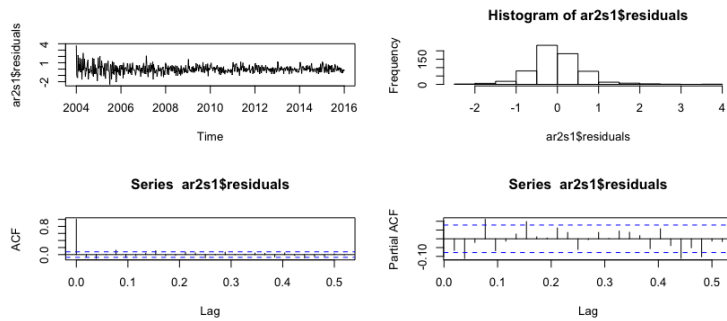 ar2s1$residuals
-2
1
4
2004 2006 2008 2010 2012 2014 2016
Time
Histogram of ar2s1$residuals
Frequency
0
150
-2 -1 0 1 2 3 4
ar2s1$residuals
Series ar2s1$residuals
ACF
0.0
0.8
0.0 0.1 0.2 0.3 0.4 0.5
Lag
Series ar2s1$residuals
Partial ACF
-0.10
0.0 0.1 0.2 0.3 0.4 0.5
Lag